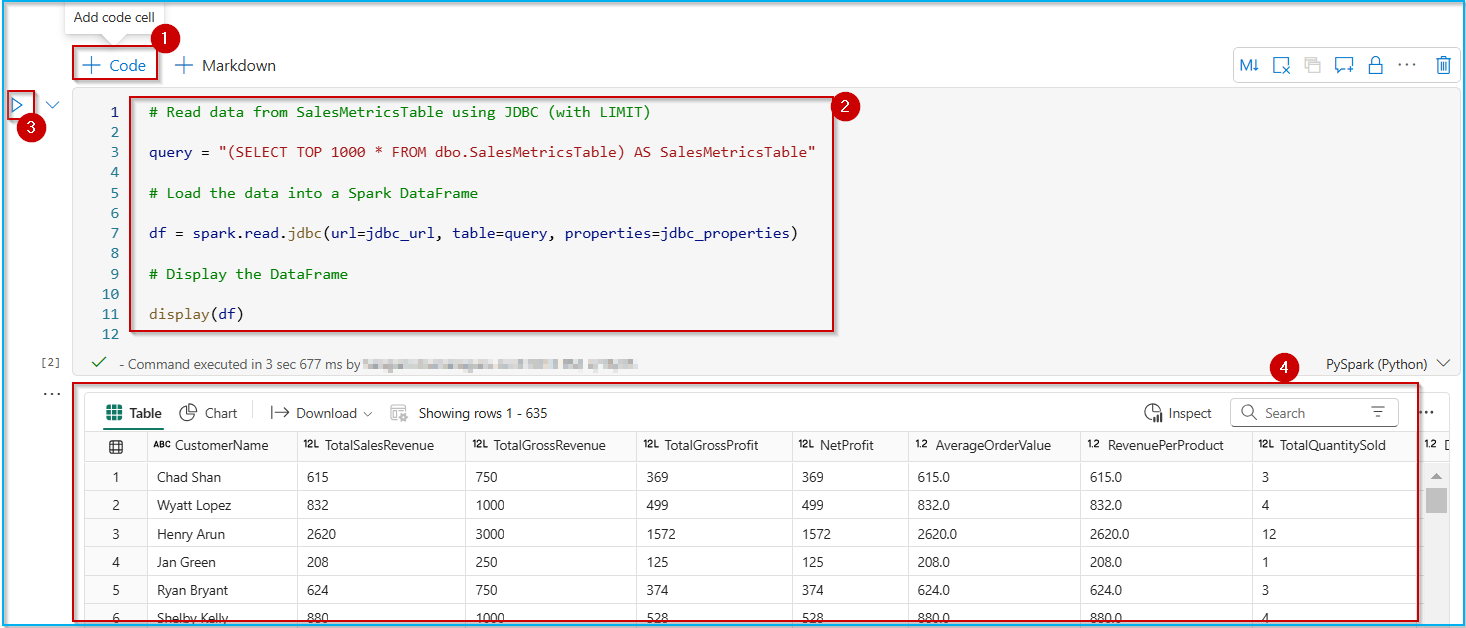 Add code cell
1
+ Code + Markdown
M↓ ...
3
2
1 # Read data from SalesMetricsTable using JDBC (with LIMIT)
2
3 query = "(SELECT TOP 1000 * FROM dbo.SalesMetricsTable) AS SalesMetricsTable"
4
5 # Load the data into a Spark DataFrame
6
7 df = spark.read.jdbc(url=jdbc_url, table=query, properties=jdbc_properties)
8
9 # Display the DataFrame
10
11 display(df)
12
[2] - Command executed in 3 sec 677 ms by PySpark (Python)
4
...
Table Chart Download Showing rows 1 - 635 Inspect Search ...
ABC CustomerName 12L TotalSalesRevenue 12L TotalGrossRevenue 12L TotalGrossProfit 12L NetProfit 1.2 AverageOrderValue 1.2 RevenuePerProduct 12L TotalQuantitySold 1.2
1 Chad Shan 615 750 369 369 615.0 615.0 3
2 Wyatt Lopez 832 1000 499 499 832.0 832.0 4
3 Henry Arun 2620 3000 1572 1572 2620.0 2620.0 12
4 Jan Green 208 250 125 125 208.0 208.0 1
5 Ryan Bryant 624 750 374 374 624.0 624.0 3
6 Shelby Kelly 880 1000 528 528 880.0 880.0 4